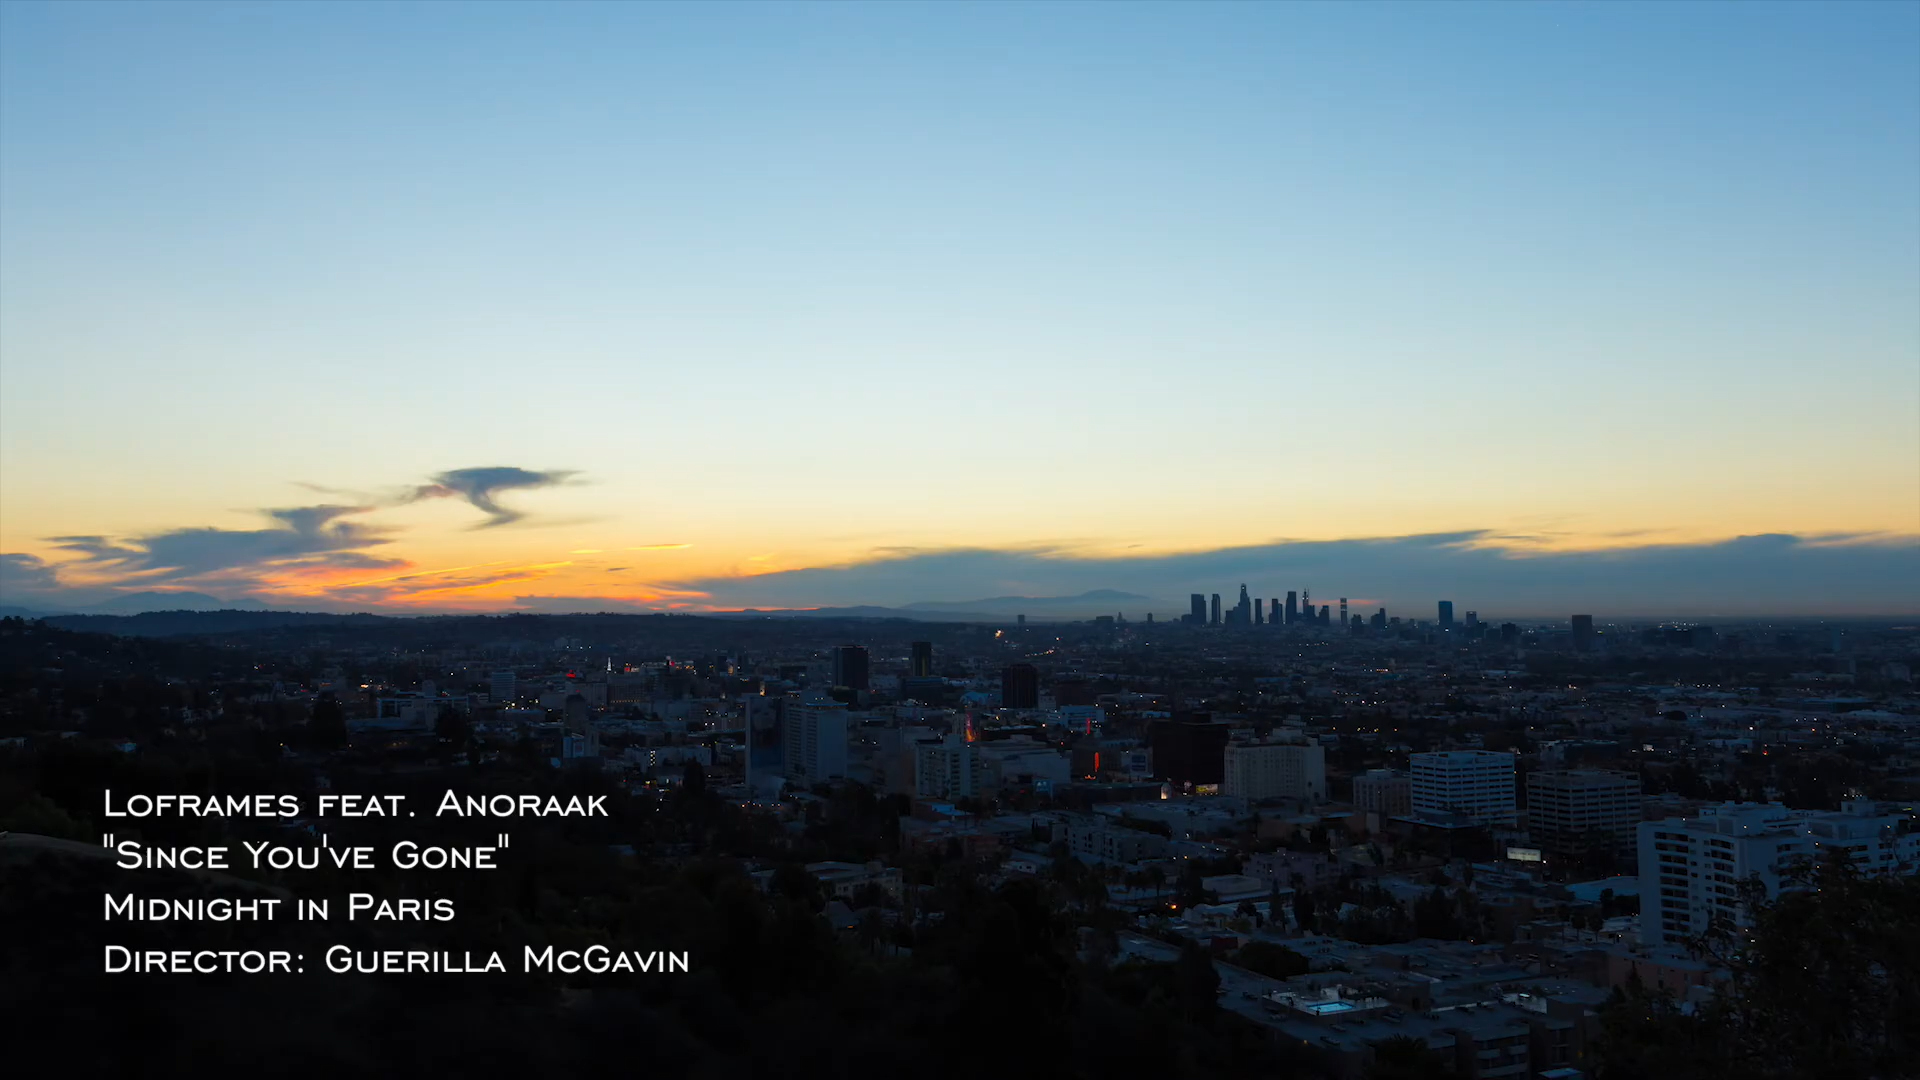 Loframes feat. Anoraak
"Since You've Gone"
Midnight in Paris
Director: Guerilla McGavin